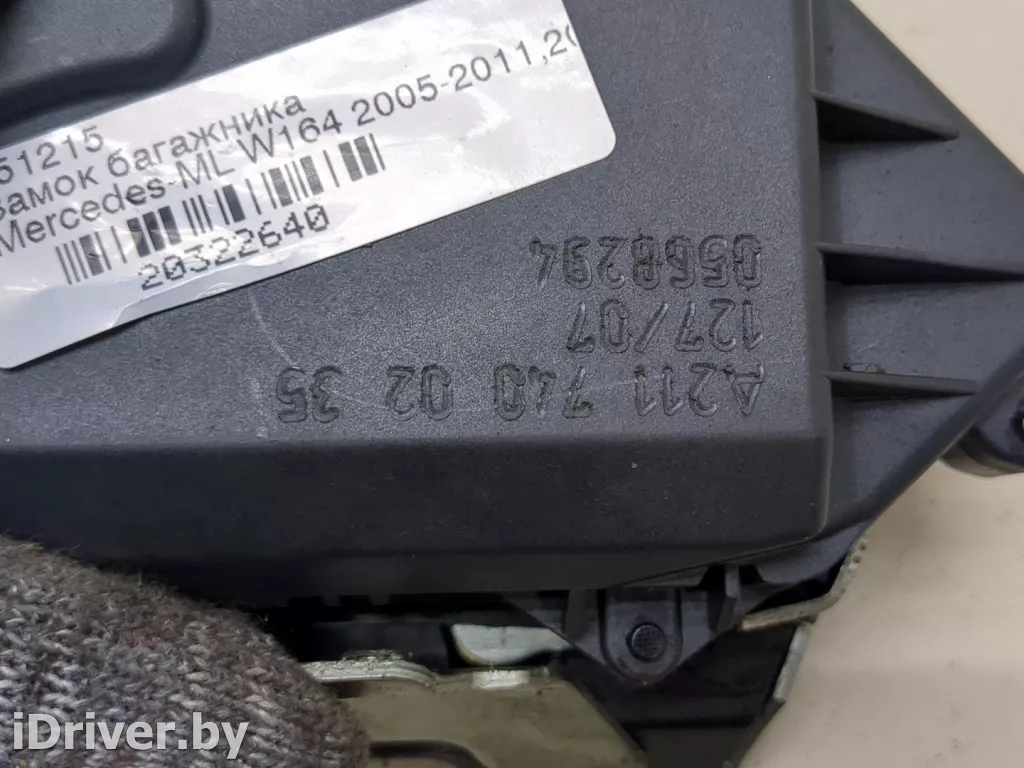 51215
Замок багажника
Mercedes-ML W164 2005-2011,20
20322640
A211 740 02 35
127/07
0568294
iDriver.by